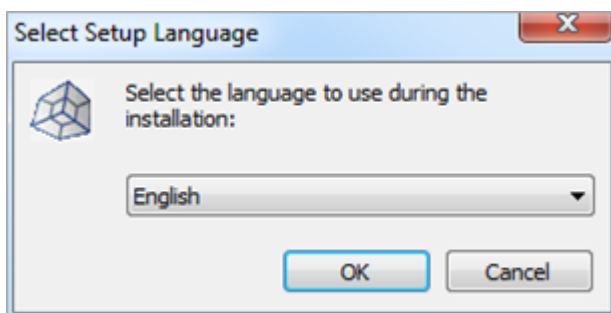 Select Setup Language
Select the language to use during the
installation:
English
OK
Cancel